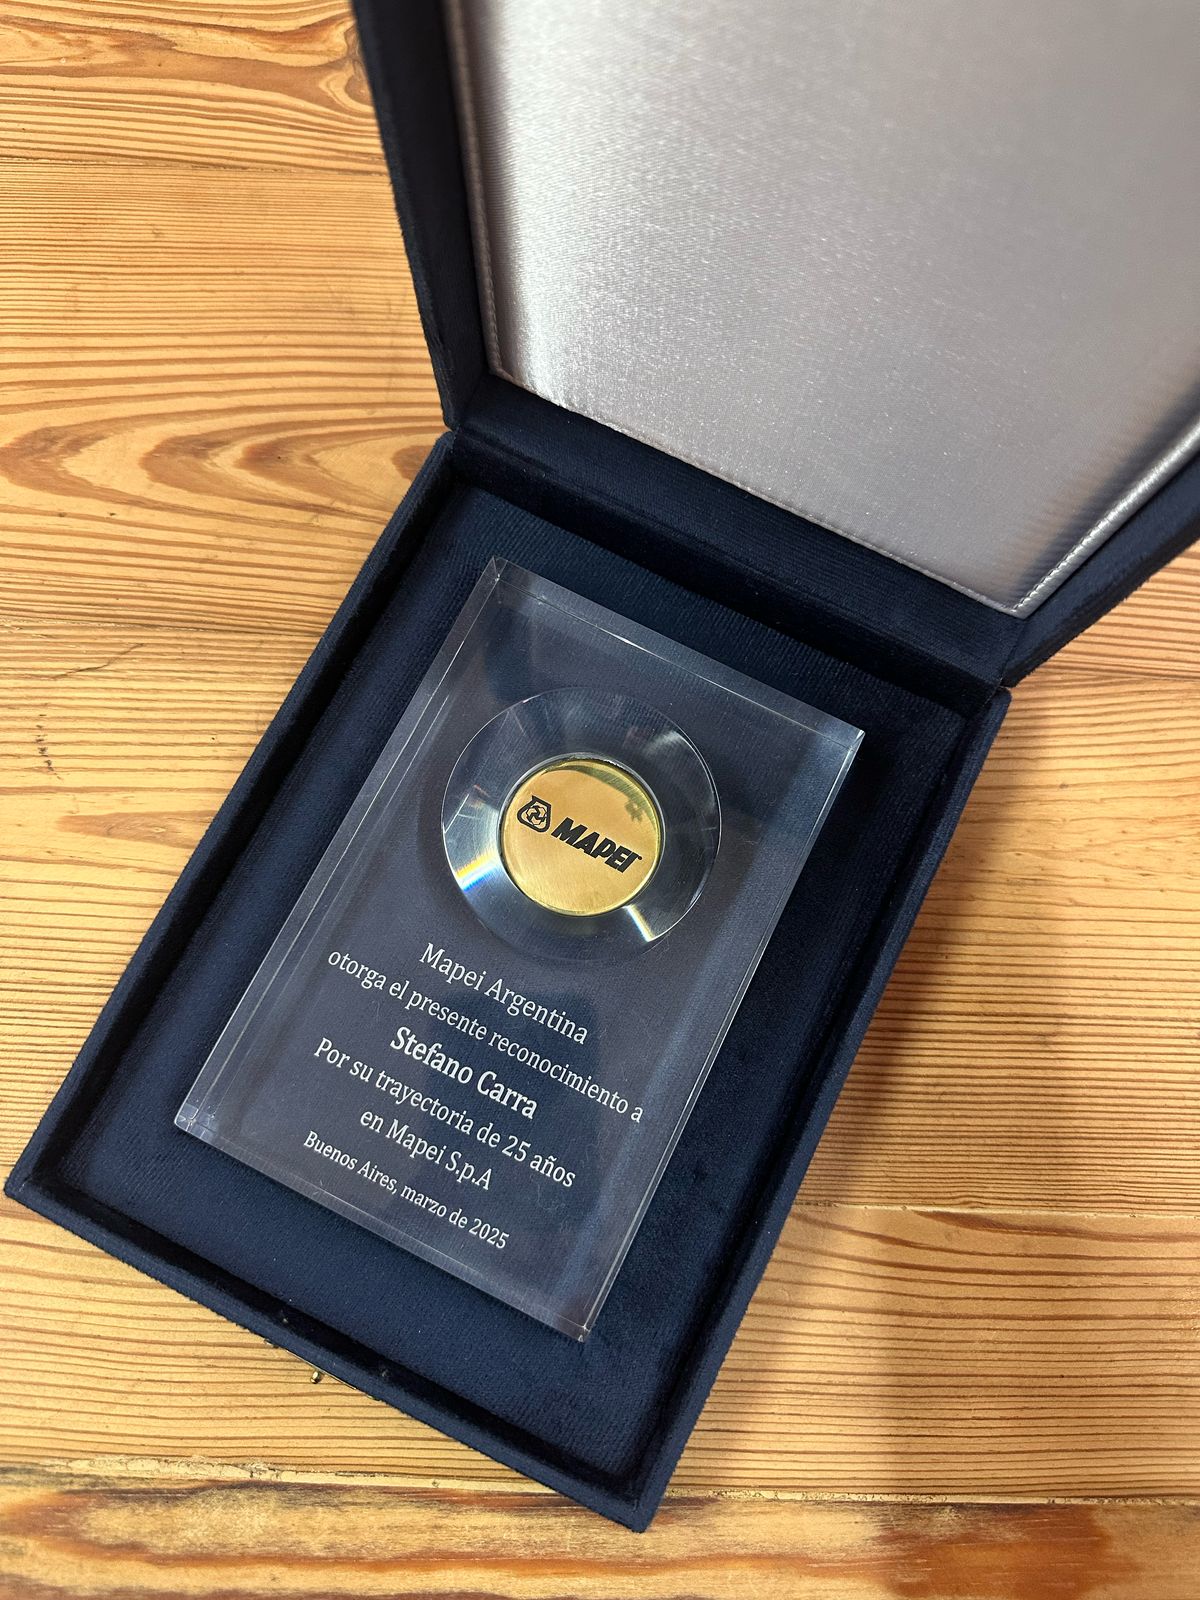 MAPEI
Mapei Argentina
otorga el presente reconocimiento a
Stefano Carra
Por su trayectoria de 25 años
en Mapei S.p.A
Buenos Aires, marzo de 2025